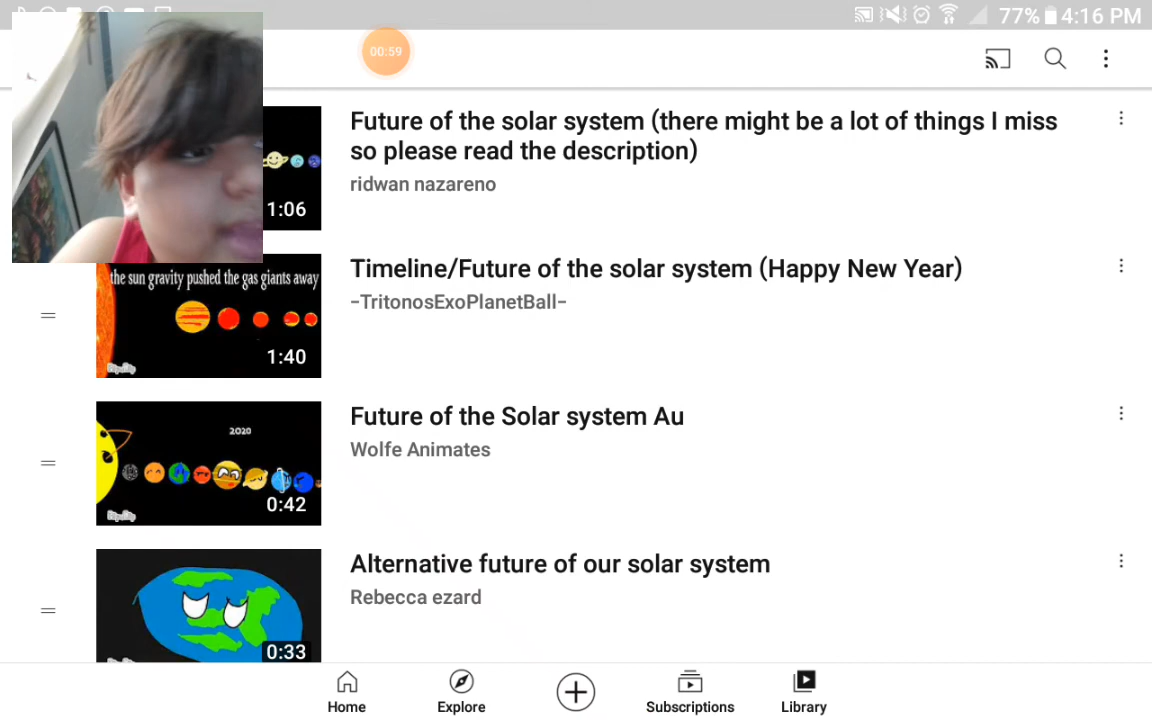 77% 4:16 PM
00:59
Future of the solar system (there might be a lot of things I miss
so please read the description)
ridwan nazareno
1:06
the sun gravity pushed the gas giants away
1:40
FlipaClip
Timeline/Future of the solar system (Happy New Year)
-TritonosExoPlanetBall-
2020
0:42
FlipaClip
Future of the Solar system Au
Wolfe Animates
0:33
Alternative future of our solar system
Rebecca ezard
Home
Explore
Subscriptions
Library